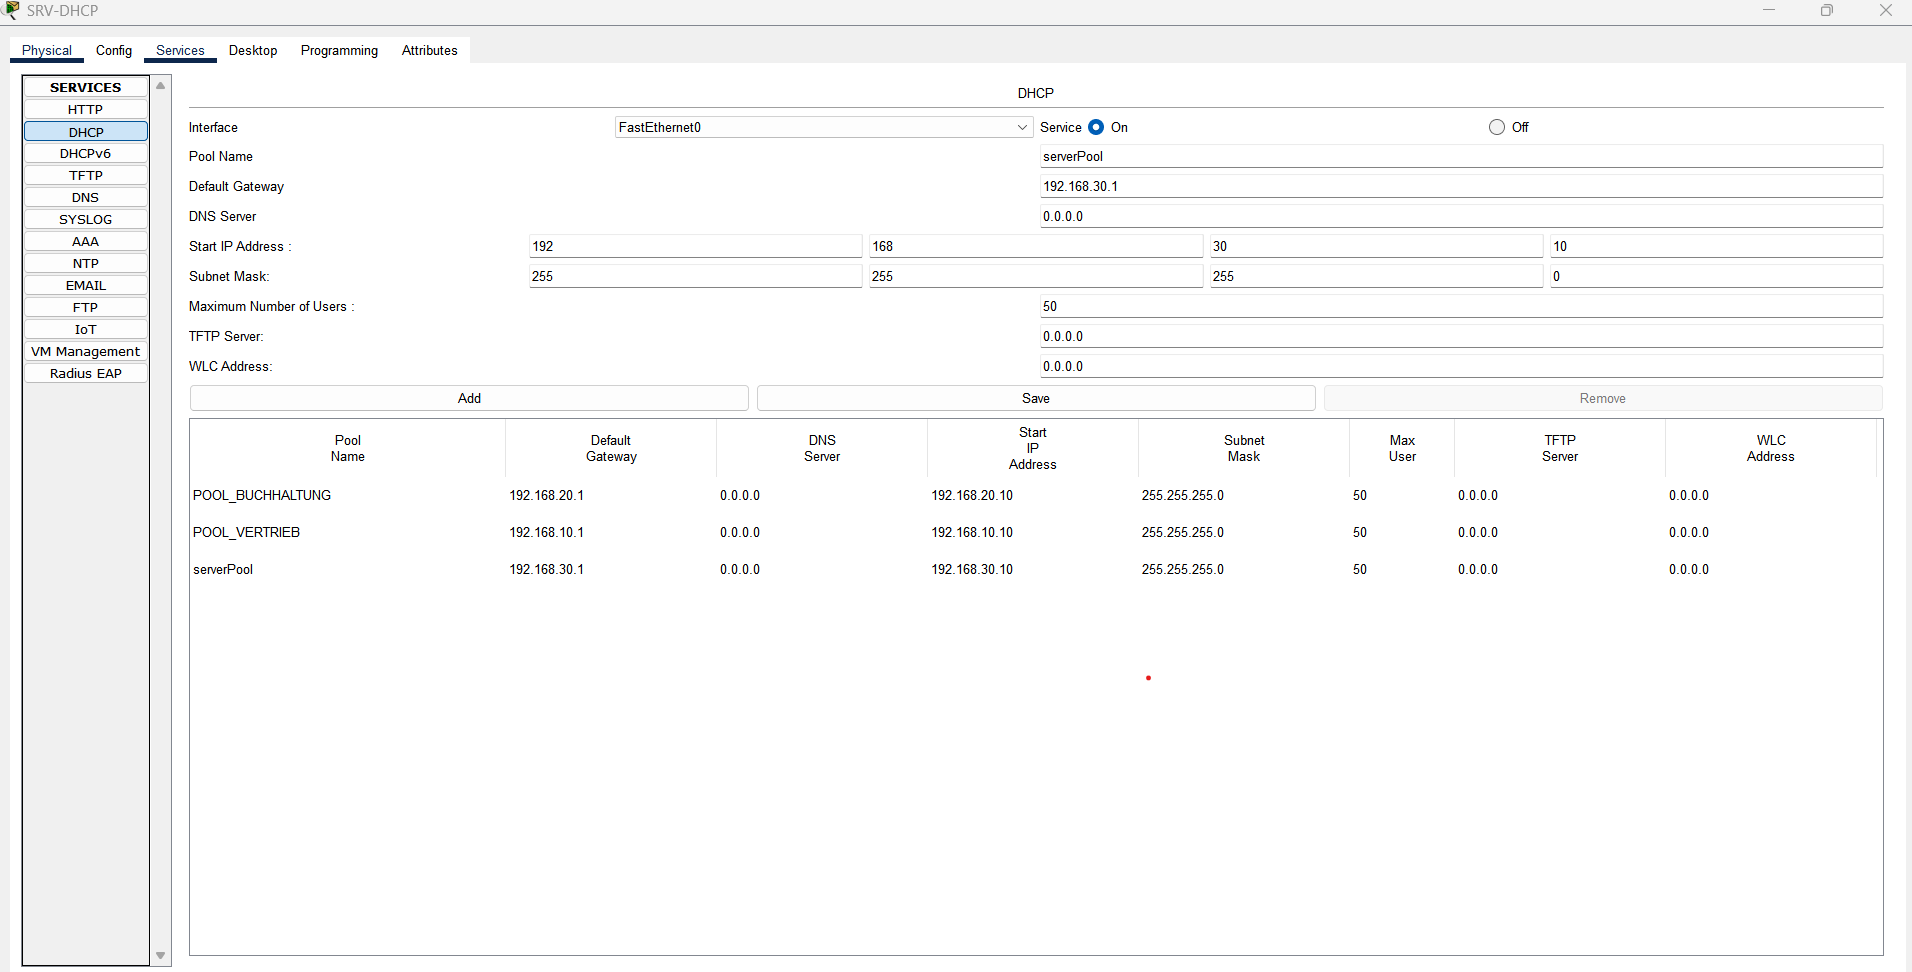 SRV-DHCP
Physical Config Services Desktop Programming Attributes
SERVICES
HTTP
DHCP
DHCPv6
TFTP
DNS
SYSLOG
AAA
NTP
EMAIL
FTP
IoT
VM Management
Radius EAP
DHCP
Interface FastEthernet0 Service On Off
Pool Name serverPool
Default Gateway 192.168.30.1
DNS Server 0.0.0.0
Start IP Address : 192 168 30 10
Subnet Mask: 255 255 255 0
Maximum Number of Users : 50
TFTP Server: 0.0.0.0
WLC Address: 0.0.0.0
Add Save Remove
Pool Name Default Gateway DNS Server Start IP Address Subnet Mask Max User TFTP Server WLC Address
POOL_BUCHHALTUNG 192.168.20.1 0.0.0.0 192.168.20.10 255.255.255.0 50 0.0.0.0 0.0.0.0
POOL_VERTRIEB 192.168.10.1 0.0.0.0 192.168.10.10 255.255.255.0 50 0.0.0.0 0.0.0.0
serverPool 192.168.30.1 0.0.0.0 192.168.30.10 255.255.255.0 50 0.0.0.0 0.0.0.0